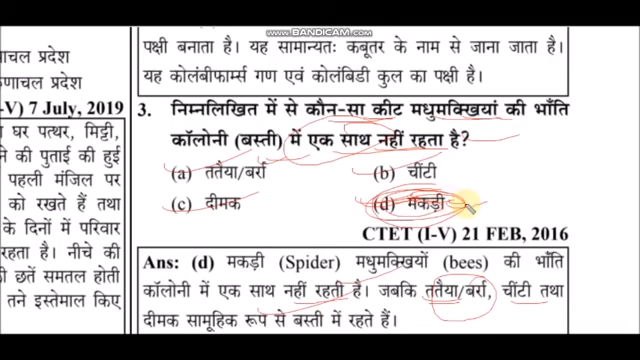 www.BANDICAM.com
पक्षी बनाता है। यह सामान्यतः कबूतर के नाम से जाना जाता है।
यह कोलंबीफार्म्स गण एवं कोलंबिडी कुल का पक्षी है।
नाचल प्रदेश
णाचल प्रदेश
-V) 7 July, 2019
घर पत्थर, मिट्टी,
ने की पुताई की हुई
पहली मंजिल पर
को रखते हैं तथा
के दिनों में परिवार
रहता है। नीचे की
छतें समतल होती
तने इस्तेमाल किए
3. निम्नलिखित में से कौन-सा कीट मधुमक्खियां की भाँति
कॉलोनी (बस्ती) में एक साथ नहीं रहता है?
(a) ततैया/बर्रा (b) चींटी
(c) दीमक (d) मकड़ी
CTET (I-V) 21 FEB, 2016
Ans: (d) मकड़ी (Spider) मधुमक्खियों (bees) की भाँति
कॉलोनी में एक साथ नहीं रहती है। जबकि ततैया/बर्रा, चींटी तथा
दीमक सामूहिक रूप से बस्ती में रहते हैं।